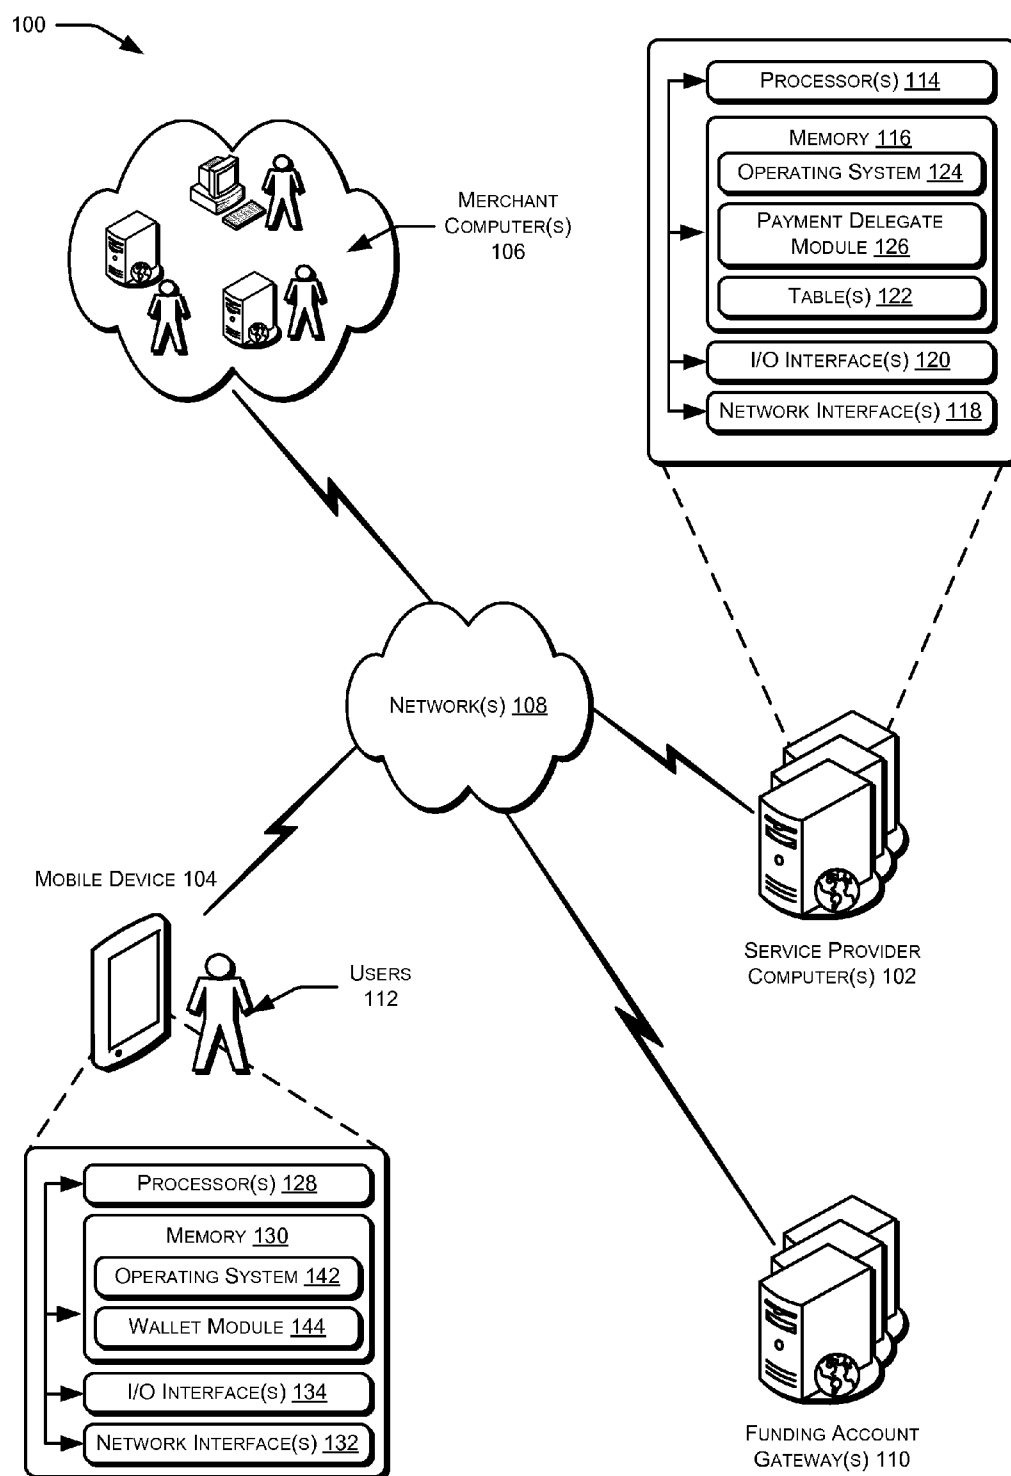 100
PROCESSOR(S) 114
MEMORY 116
OPERATING SYSTEM 124
PAYMENT DELEGATE
MODULE 126
TABLE(S) 122
I/O INTERFACE(S) 120
NETWORK INTERFACE(S) 118
MERCHANT
COMPUTER(S)
106
NETWORK(S) 108
MOBILE DEVICE 104
USERS
112
SERVICE PROVIDER
COMPUTER(S) 102
PROCESSOR(S) 128
MEMORY 130
OPERATING SYSTEM 142
WALLET MODULE 144
I/O INTERFACE(S) 134
NETWORK INTERFACE(S) 132
FUNDING ACCOUNT
GATEWAY(S) 110